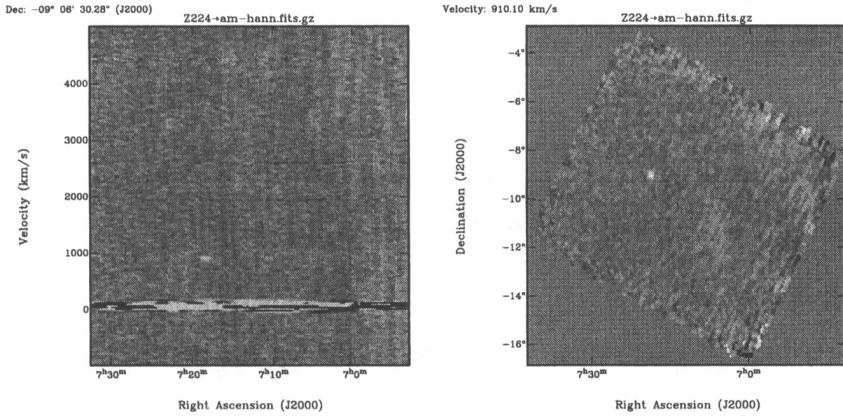 Dec: -09° 06' 30.28" (J2000)
Z224→am-hann.fits.gz
Velocity (km/s)
5000
4000
3000
2000
1000
0
7ʰ30ᵐ
7ʰ20ᵐ
7ʰ10ᵐ
7ʰ0ᵐ
Right Ascension (J2000)
Velocity: 910.10 km/s
Z224→am-hann.fits.gz
Declination (J2000)
-4°
-6°
-8°
-10°
-12°
-14°
-16°
7ʰ30ᵐ
7ʰ0ᵐ
Right Ascension (J2000)